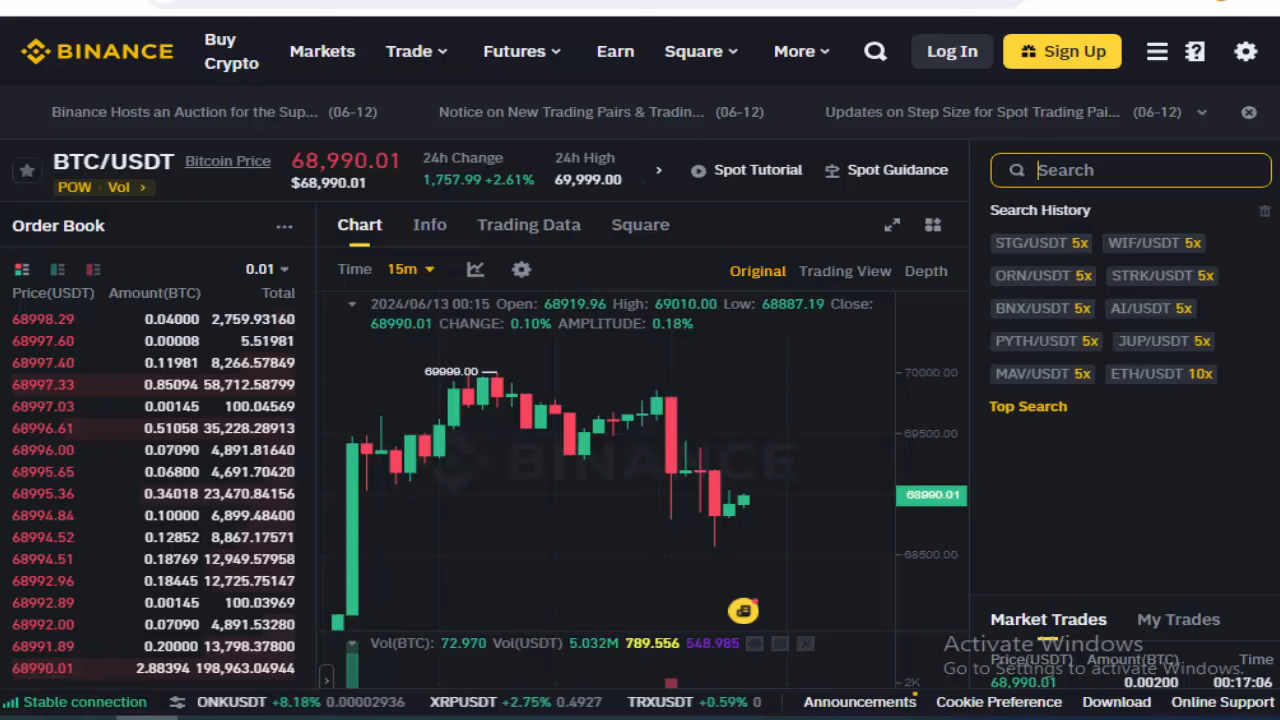 BINANCE
Buy Crypto
Markets
Trade
Futures
Earn
Square
More
Log In
Sign Up
Binance Hosts an Auction for the Sup... (06-12)
Notice on New Trading Pairs & Tradin... (06-12)
Updates on Step Size for Spot Trading Pai... (06-12)
BTC/USDT
Bitcoin Price
POW
Vol
68,990.01
$68,990.01
24h Change
1,757.99 +2.61%
24h High
69,999.00
Spot Tutorial
Spot Guidance
Search
Search History
STG/USDT 5x
WIF/USDT 5x
ORN/USDT 5x
STRK/USDT 5x
BNX/USDT 5x
AI/USDT 5x
PYTH/USDT 5x
JUP/USDT 5x
MAV/USDT 5x
ETH/USDT 10x
Top Search
Order Book
0.01
Price(USDT) Amount(BTC) Total
68998.29 0.04000 2,759.93160
68997.60 0.00008 5.51981
68997.40 0.11981 8,266.57849
68997.33 0.85094 58,712.58799
68997.03 0.00145 100.04569
68996.61 0.51058 35,228.28913
68996.00 0.07090 4,891.81640
68995.65 0.06800 4,691.70420
68995.36 0.34018 23,470.84156
68994.84 0.10000 6,899.48400
68994.52 0.12852 8,867.17571
68994.51 0.18769 12,949.57958
68992.96 0.18445 12,725.75147
68992.89 0.00145 100.03969
68992.00 0.07090 4,891.53280
68991.89 0.20000 13,798.37800
68990.01 2.88394 198,963.04944
Chart
Info
Trading Data
Square
Time
15m
Original
Trading View
Depth
2024/06/13 00:15 Open: 68919.96 High: 69010.00 Low: 68887.19 Close:
68990.01 CHANGE: 0.10% AMPLITUDE: 0.18%
69999.00
BINANCE
70000.00
69500.00
68990.01
68500.00
Vol(BTC): 72.970 Vol(USDT) 5.032M 789.556 548.985
2K
Market Trades
My Trades
Price(USDT) Amount(BTC) Time
68,990.01 0.00200 00:17:06
Activate Windows
Go to Settings to activate Windows.
Stable connection
ONKUSDT +8.18% 0.00002936
XRPUSDT +2.75% 0.4927
TRXUSDT +0.59% 0
Announcements
Cookie Preference
Download
Online Support